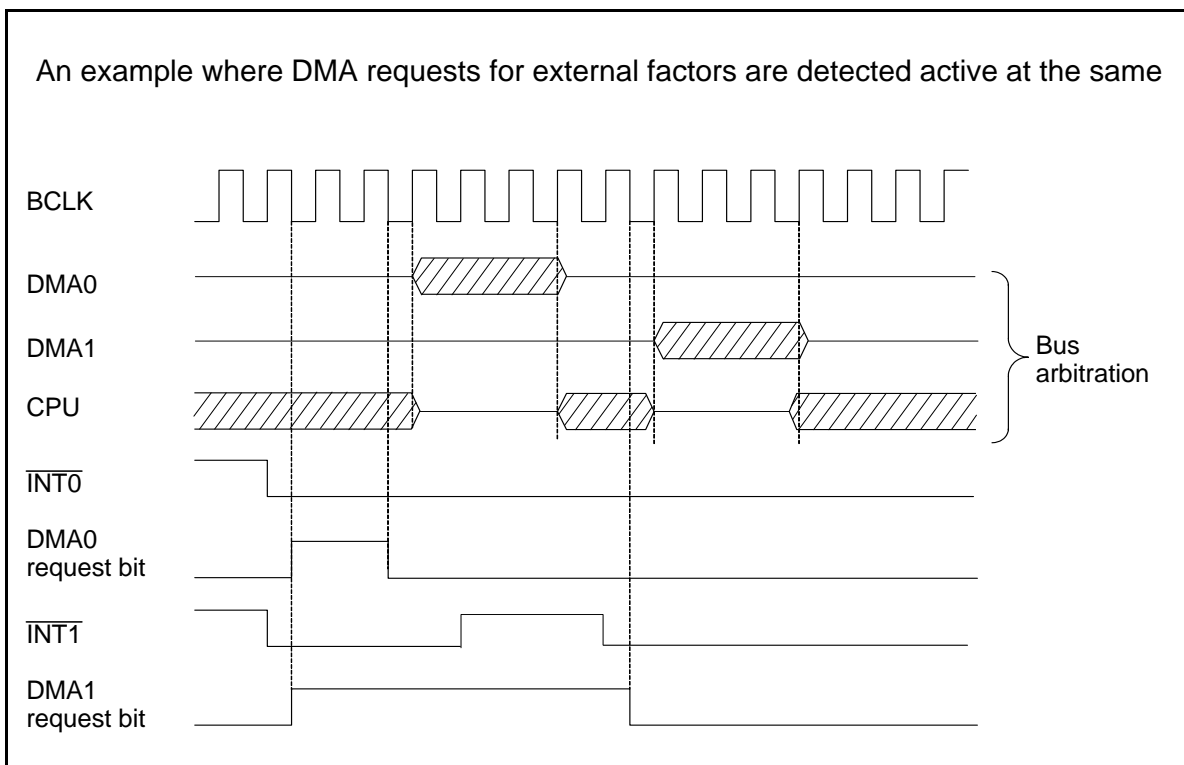 An example where DMA requests for external factors are detected active at the same
BCLK
DMA0
DMA1
CPU
Bus
arbitration
INT0
DMA0
request bit
INT1
DMA1
request bit